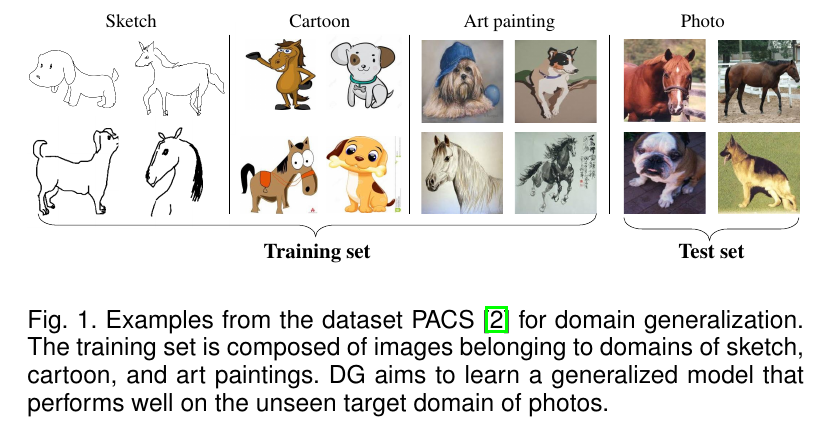 Sketch
Cartoon
Art painting
Photo
Training set
Test set
Fig. 1. Examples from the dataset PACS [2] for domain generalization.
The training set is composed of images belonging to domains of sketch,
cartoon, and art paintings. DG aims to learn a generalized model that
performs well on the unseen target domain of photos.